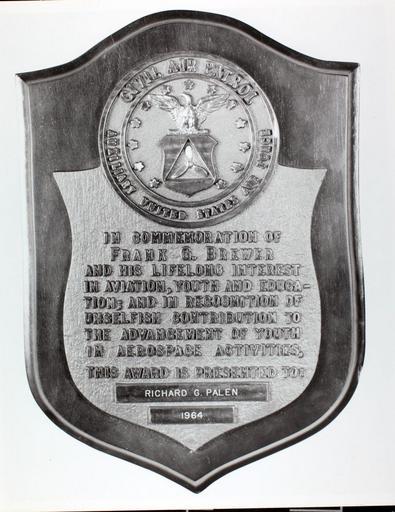 CIVIL AIR PATROL
AUXILIARY UNITED STATES AIR FORCE
IN COMMEMORATION OF
FRANK G. BREWER
AND HIS LIFELONG INTEREST
IN AVIATION, YOUTH AND EDUCA-
TION; AND IN RECOGNITION OF
UNSELFISH CONTRIBUTION TO
THE ADVANCEMENT OF YOUTH
IN AEROSPACE ACTIVITIES,
THIS AWARD IS PRESENTED TO:
RICHARD G. PALEN
1964